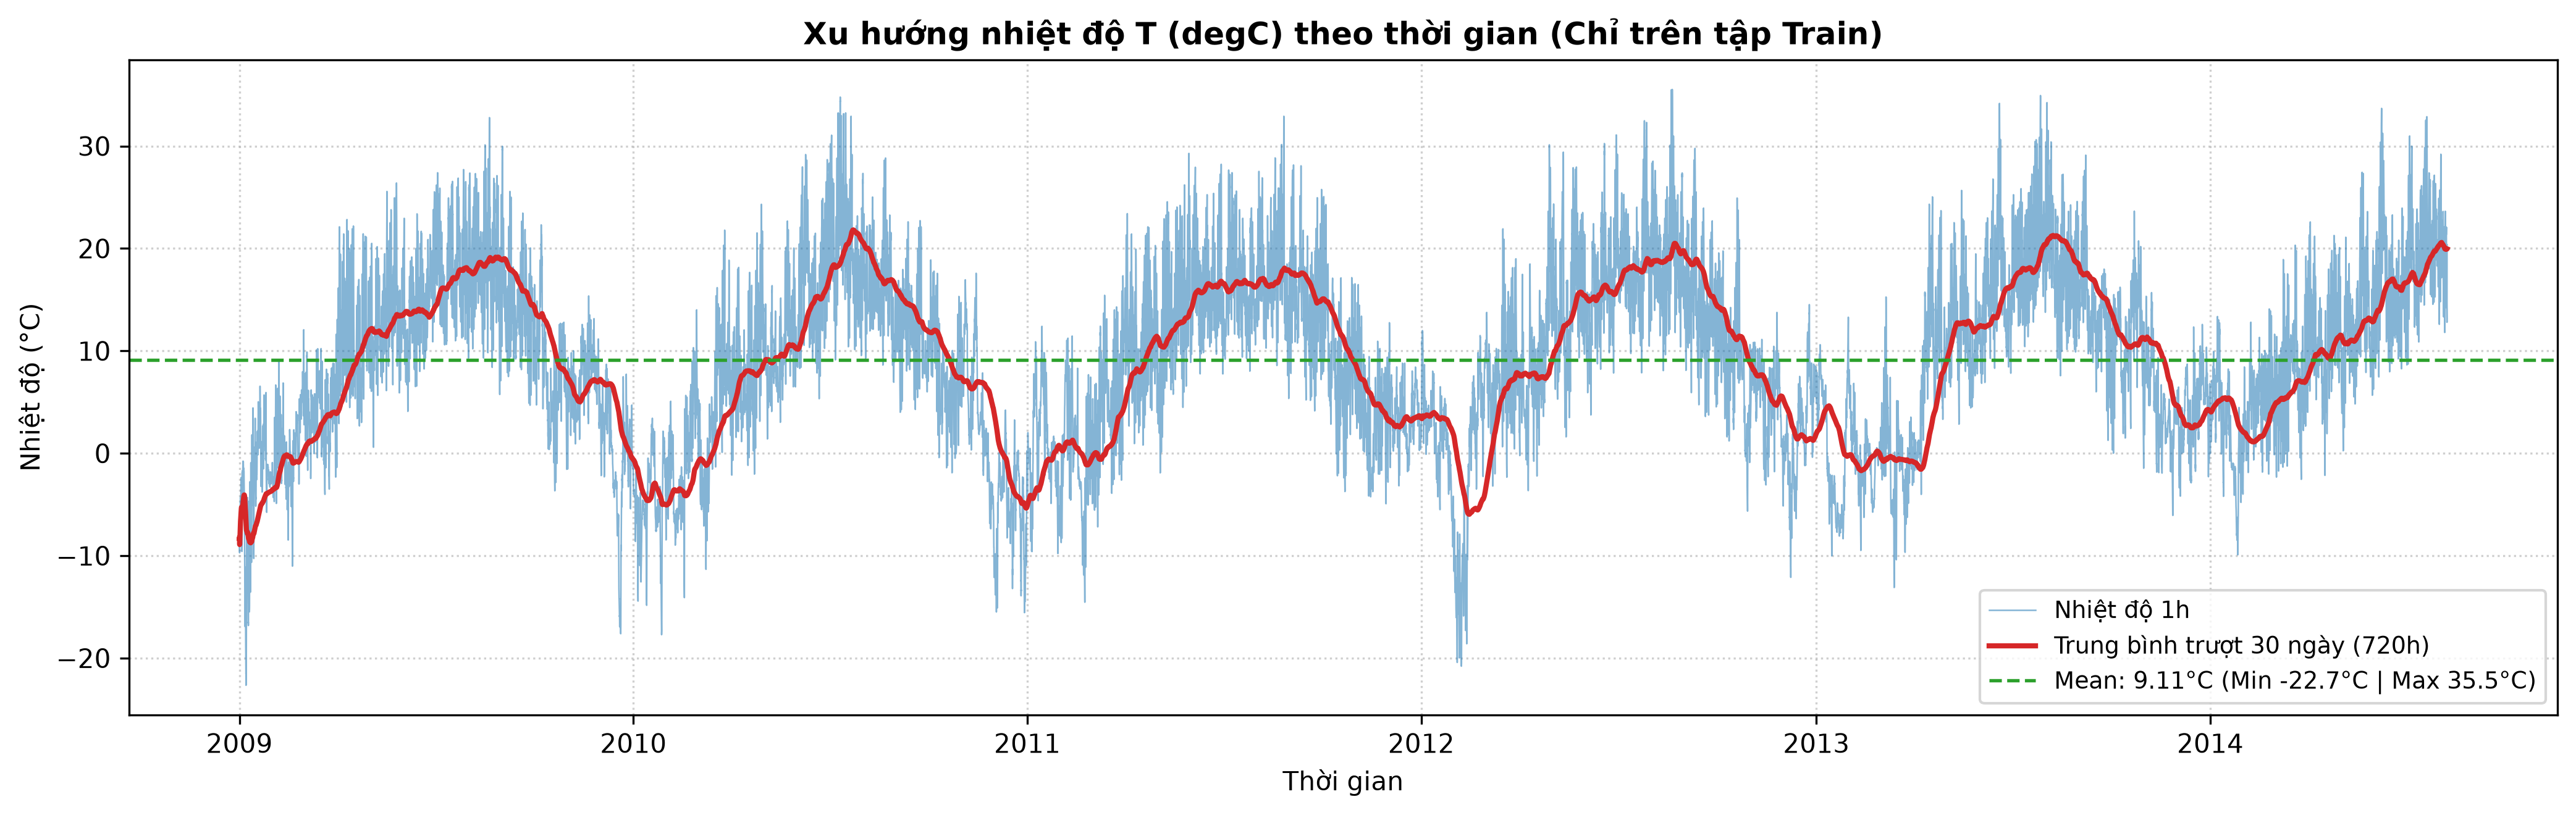 Xu hướng nhiệt độ T (degC) theo thời gian (Chỉ trên tập Train)
Nhiệt độ (°C)
30
20
10
0
−10
−20
2009
2010
2011
2012
2013
2014
Thời gian
Nhiệt độ 1h
Trung bình trượt 30 ngày (720h)
Mean: 9.11°C (Min -22.7°C | Max 35.5°C)